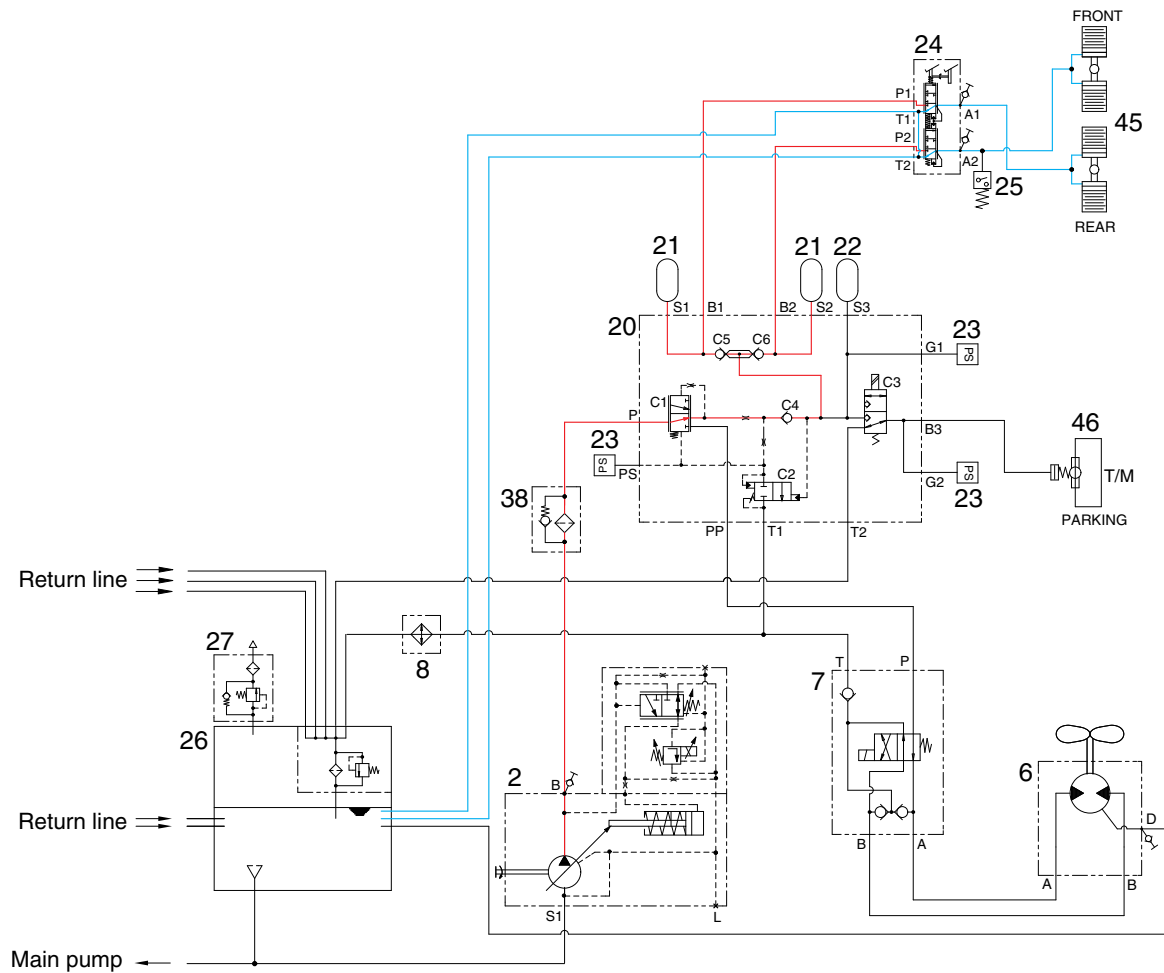 FRONT
24
P1
A1
T1
45
P2
A2
T2
25
REAR
21
21
22
S1
B1
B2
S2
S3
20
C5
C6
23
G1
PS
C3
C1
P
C4
B3
46
23
PS
PS
T/M
C2
G2
PS
23
PARKING
38
PP
T1
T2
Return line
27
8
T
P
7
26
2
B
6
Return line
D
B
A
A
B
S1
L
Main pump